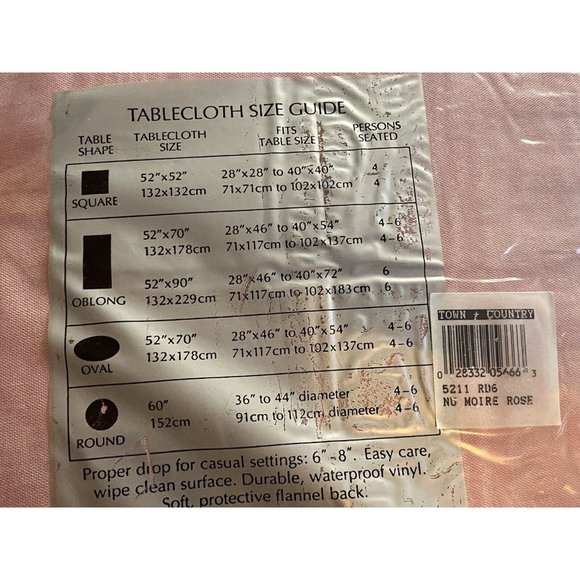 TABLECLOTH SIZE GUIDE
TABLE SHAPE TABLECLOTH SIZE FITS TABLE SIZE PERSONS SEATED
SQUARE 52"x52" 28"x28" to 40"x40" 4
132x132cm 71x71cm to 102x102cm 4
52"x70" 28"x46" to 40"x54" 4-6
132x178cm 71x117cm to 102x137cm 4-6
OBLONG 52"x90" 28"x46" to 40"x72" 6
132x229cm 71x117cm to 102x183cm 6
OVAL 52"x70" 28"x46" to 40"x54" 4-6
132x178cm 71x117cm to 102x137cm 4-6
ROUND 60" 36" to 44" diameter 4-6
152cm 91cm to 112cm diameter 4-6
Proper drop for casual settings: 6"-8". Easy care,
wipe clean surface. Durable, waterproof vinyl.
Soft, protective flannel back.
TOWN + COUNTRY
0 28332 05466 3
5211 RD6
NG MOIRE ROSE